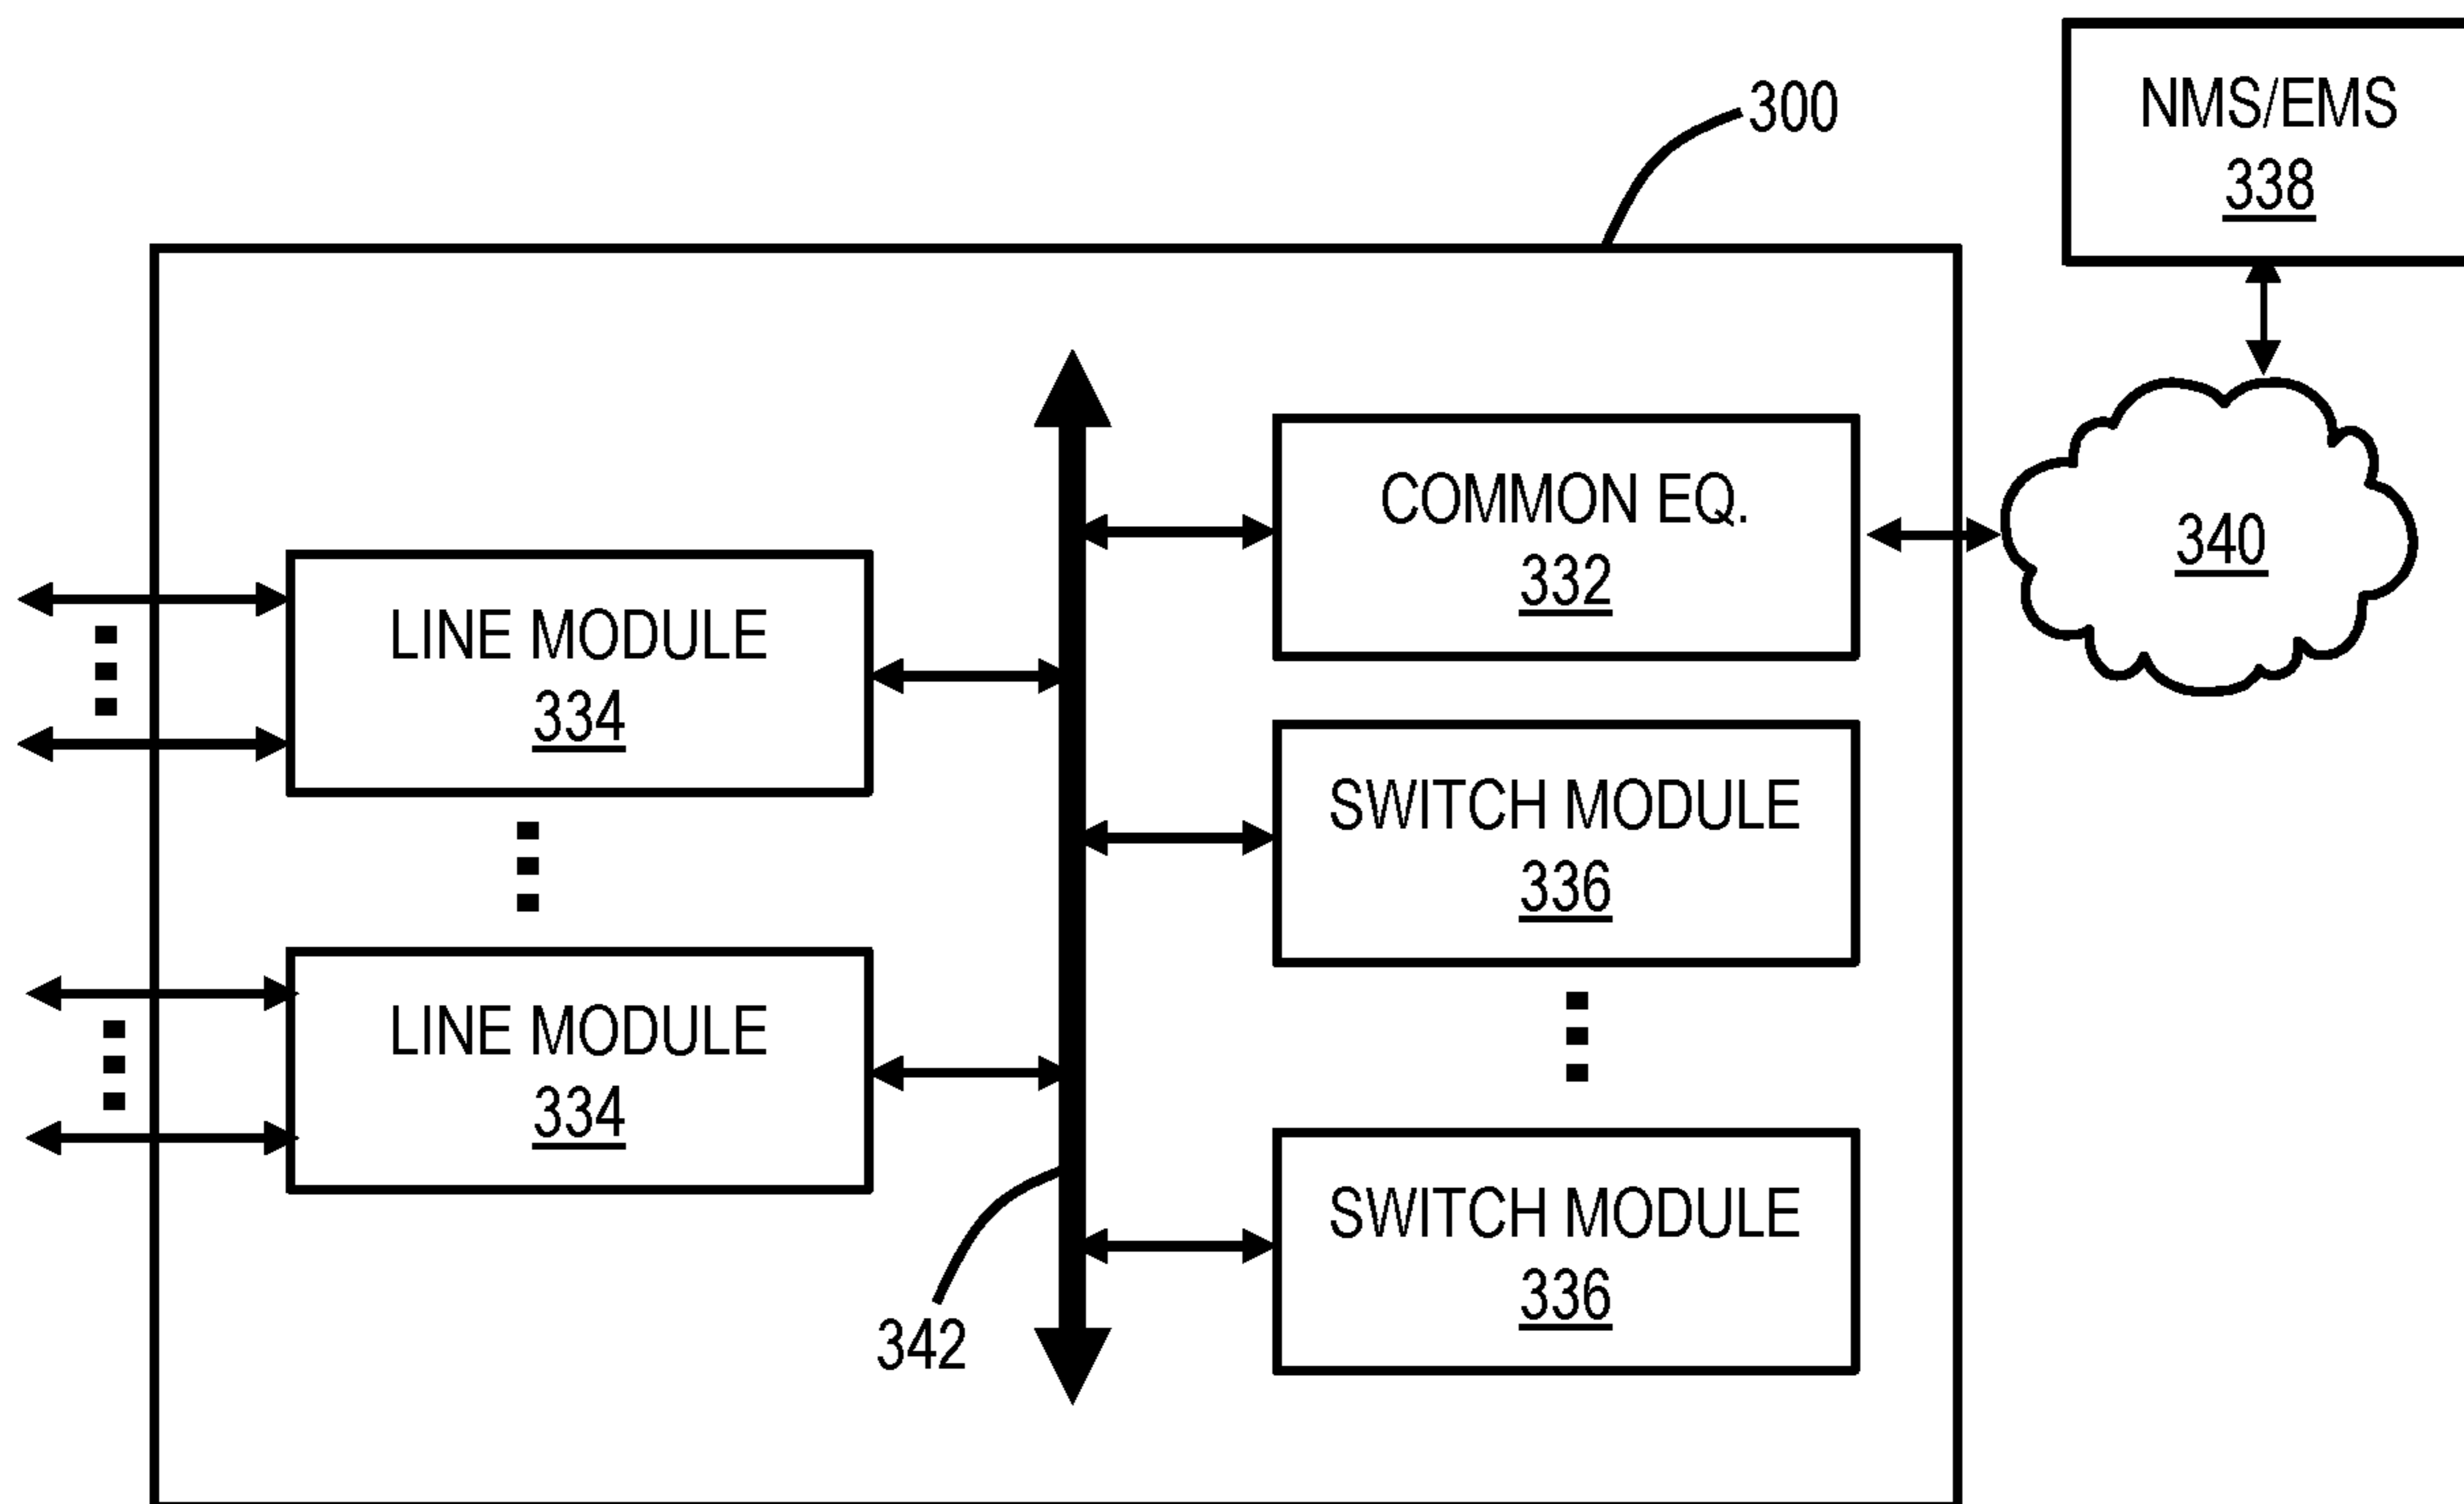 NMS/EMS
338
300
COMMON EQ.
332
340
LINE MODULE
334
SWITCH MODULE
336
LINE MODULE
334
SWITCH MODULE
336
342